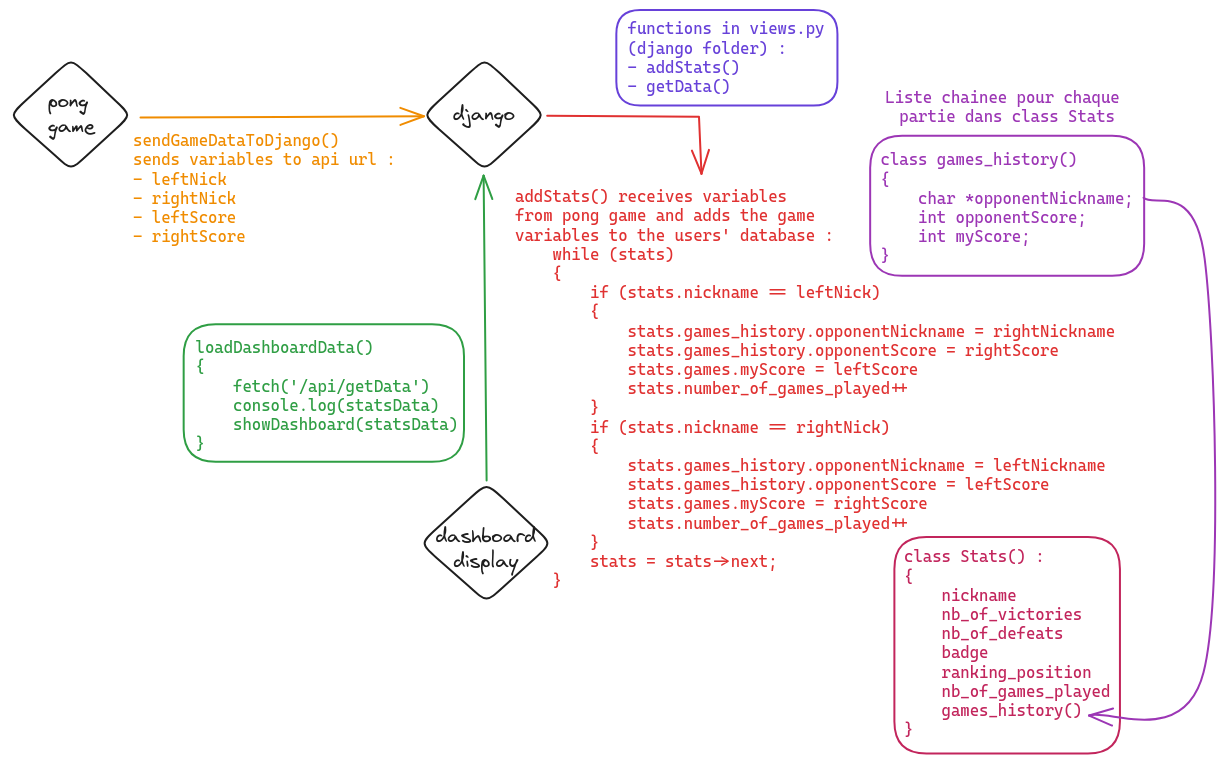 functions in views.py
(django folder) :
- addStats()
- getData()
pong
game
django
sendGameDataToDjango()
sends variables to api url :
- leftNick
- rightNick
- leftScore
- rightScore
Liste chainee pour chaque
partie dans class Stats
class games_history()
{
    char *opponentNickname;
    int opponentScore;
    int myScore;
}
addStats() receives variables
from pong game and adds the game
variables to the users' database :
    while (stats)
    {
        if (stats.nickname == leftNick)
        {
            stats.games_history.opponentNickname = rightNickname
            stats.games_history.opponentScore = rightScore
            stats.games.myScore = leftScore
            stats.number_of_games_played++
        }
        if (stats.nickname == rightNick)
        {
            stats.games_history.opponentNickname = leftNickname
            stats.games_history.opponentScore = leftScore
            stats.games.myScore = rightScore
            stats.number_of_games_played++
        }
        stats = stats->next;
    }
loadDashboardData()
{
    fetch('/api/getData')
    console.log(statsData)
    showDashboard(statsData)
}
dashboard
display
class Stats() :
{
    nickname
    nb_of_victories
    nb_of_defeats
    badge
    ranking_position
    nb_of_games_played
    games_history()
}